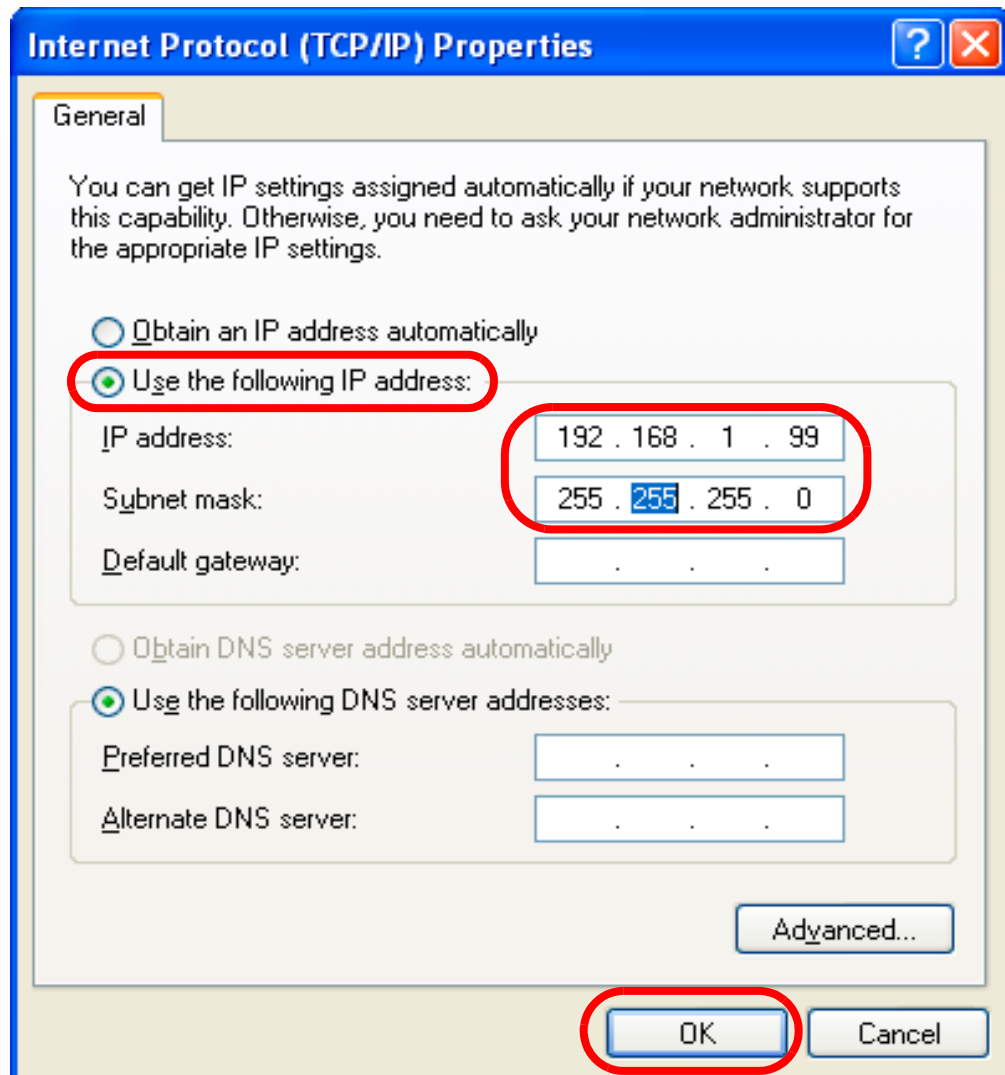 Internet Protocol (TCP/IP) Properties
General
You can get IP settings assigned automatically if your network supports
this capability. Otherwise, you need to ask your network administrator for
the appropriate IP settings.
Obtain an IP address automatically
Use the following IP address:
IP address: 192 . 168 . 1 . 99
Subnet mask: 255 . 255 . 255 . 0
Default gateway: . . .
Obtain DNS server address automatically
Use the following DNS server addresses:
Preferred DNS server: . . .
Alternate DNS server: . . .
Advanced...
OK Cancel